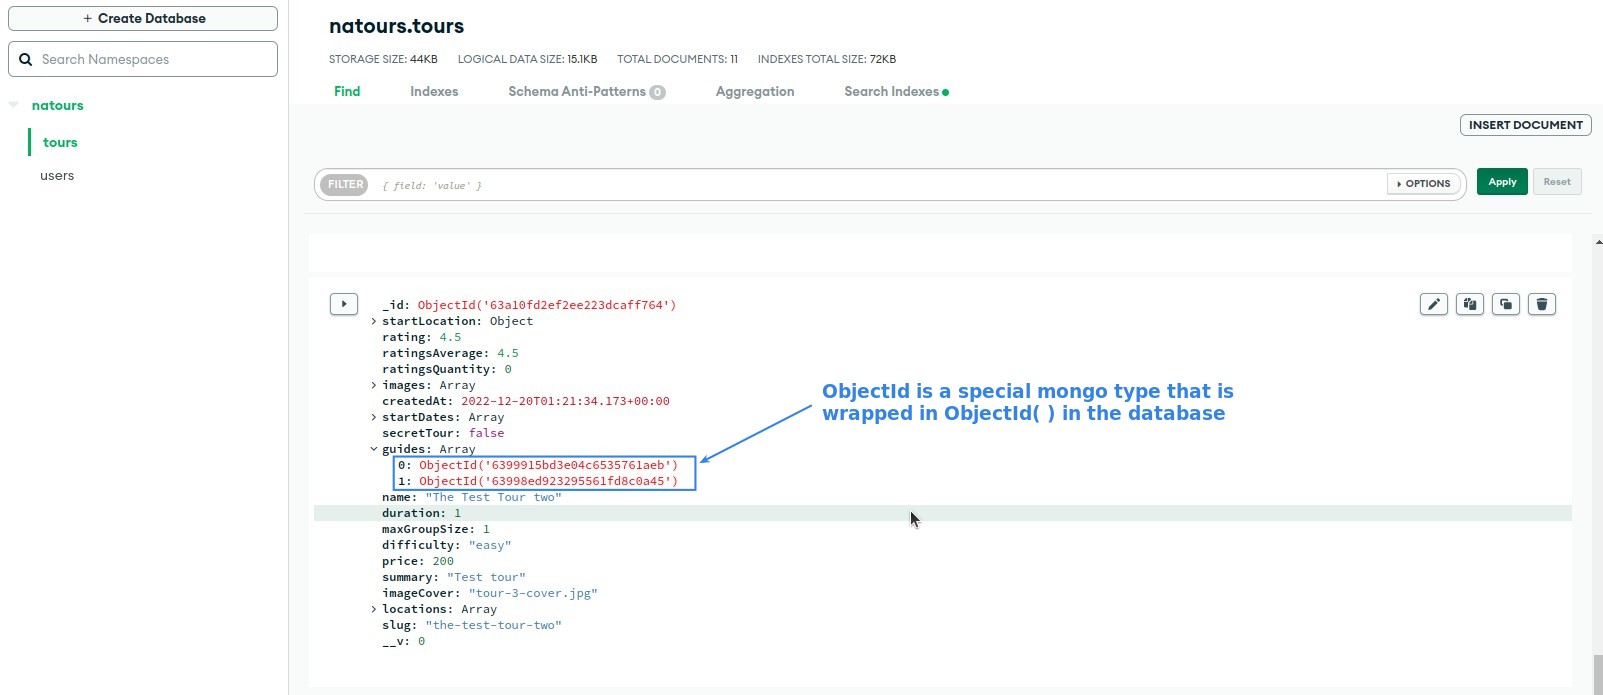 + Create Database
Search Namespaces
natours
tours
users
natours.tours
STORAGE SIZE: 44KB LOGICAL DATA SIZE: 15.1KB TOTAL DOCUMENTS: 11 INDEXES TOTAL SIZE: 72KB
Find Indexes Schema Anti-Patterns 0 Aggregation Search Indexes
INSERT DOCUMENT
FILTER { field: 'value' } OPTIONS Apply Reset
_id: ObjectId('63a10fd2ef2ee223dcaff764')
startLocation: Object
rating: 4.5
ratingsAverage: 4.5
ratingsQuantity: 0
images: Array
createdAt: 2022-12-20T01:21:34.173+00:00
startDates: Array
secretTour: false
guides: Array
0: ObjectId('6399915bd3e04c6535761aeb')
1: ObjectId('63998ed923295561fd8c0a45')
name: "The Test Tour two"
duration: 1
maxGroupSize: 1
difficulty: "easy"
price: 200
summary: "Test tour"
imageCover: "tour-3-cover.jpg"
locations: Array
slug: "the-test-tour-two"
__v: 0
ObjectId is a special mongo type that is
wrapped in ObjectId( ) in the database